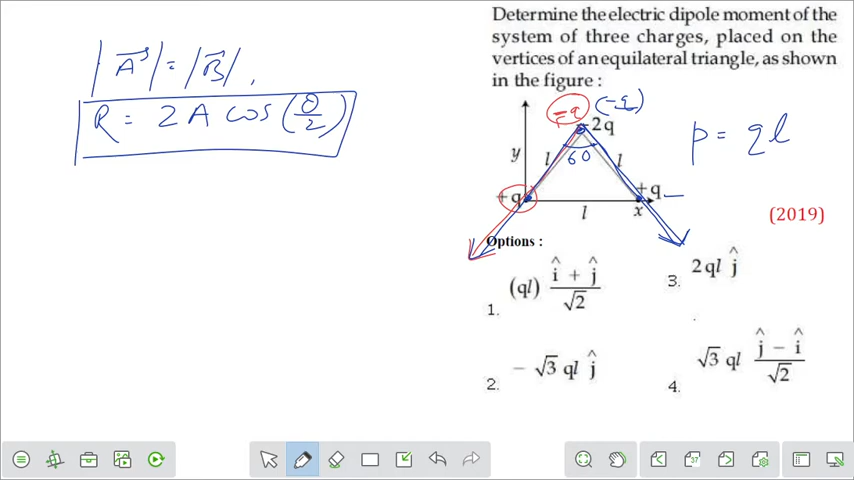 Determine the electric dipole moment of the
system of three charges, placed on the
vertices of an equilateral triangle, as shown
in the figure :
|A⃗| = |B⃗| ,
R = 2 A cos (θ/2)
-q (-q)
-2q
p = ql
y
l 60 l
+q
+q
l
x
(2019)
Options :
1. (ql) (î + ĵ)/√2
2. − √3 ql ĵ
3. 2ql ĵ
4. √3 ql (ĵ − î)/√2
37